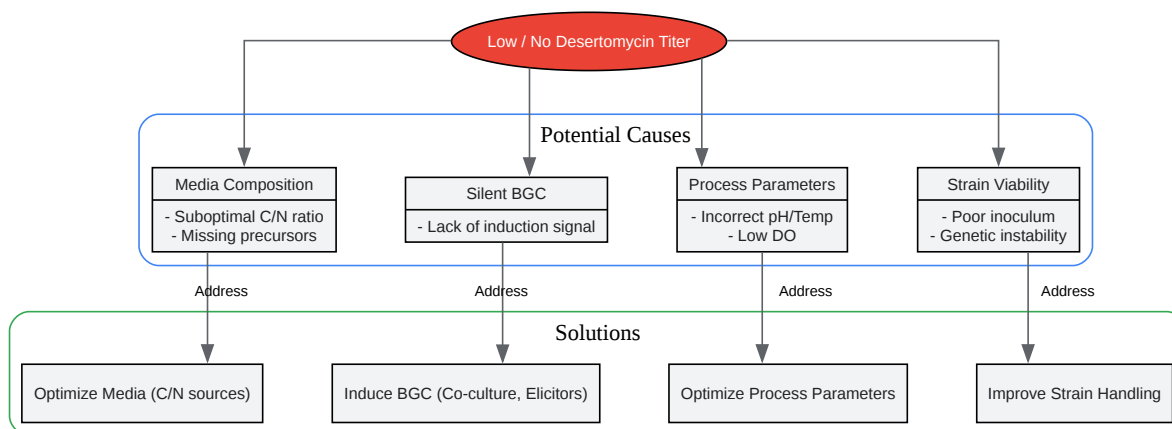 Low / No Desertomycin Titer
Potential Causes
Media Composition
- Suboptimal C/N ratio
- Missing precursors
Silent BGC
- Lack of induction signal
Process Parameters
- Incorrect pH/Temp
- Low DO
Strain Viability
- Poor inoculum
- Genetic instability
Address
Address
Address
Address
Solutions
Optimize Media (C/N sources)
Induce BGC (Co-culture, Elicitors)
Optimize Process Parameters
Improve Strain Handling